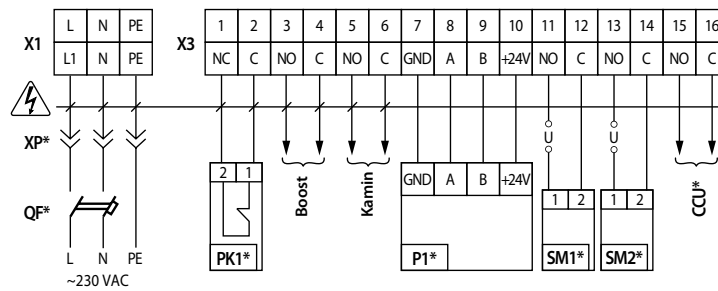 X1
L N PE
L1 N PE
X3
1 2 3 4 5 6 7 8 9 10 11 12 13 14 15 16
NC C NO C NO C GND A B +24V NO C NO C NO C
XP*
QF*
L N PE
~230 VAC
2 1
PK1*
Boost
Kamin
GND A B +24V
P1*
U
1 2
SM1*
U
1 2
SM2*
CCU*